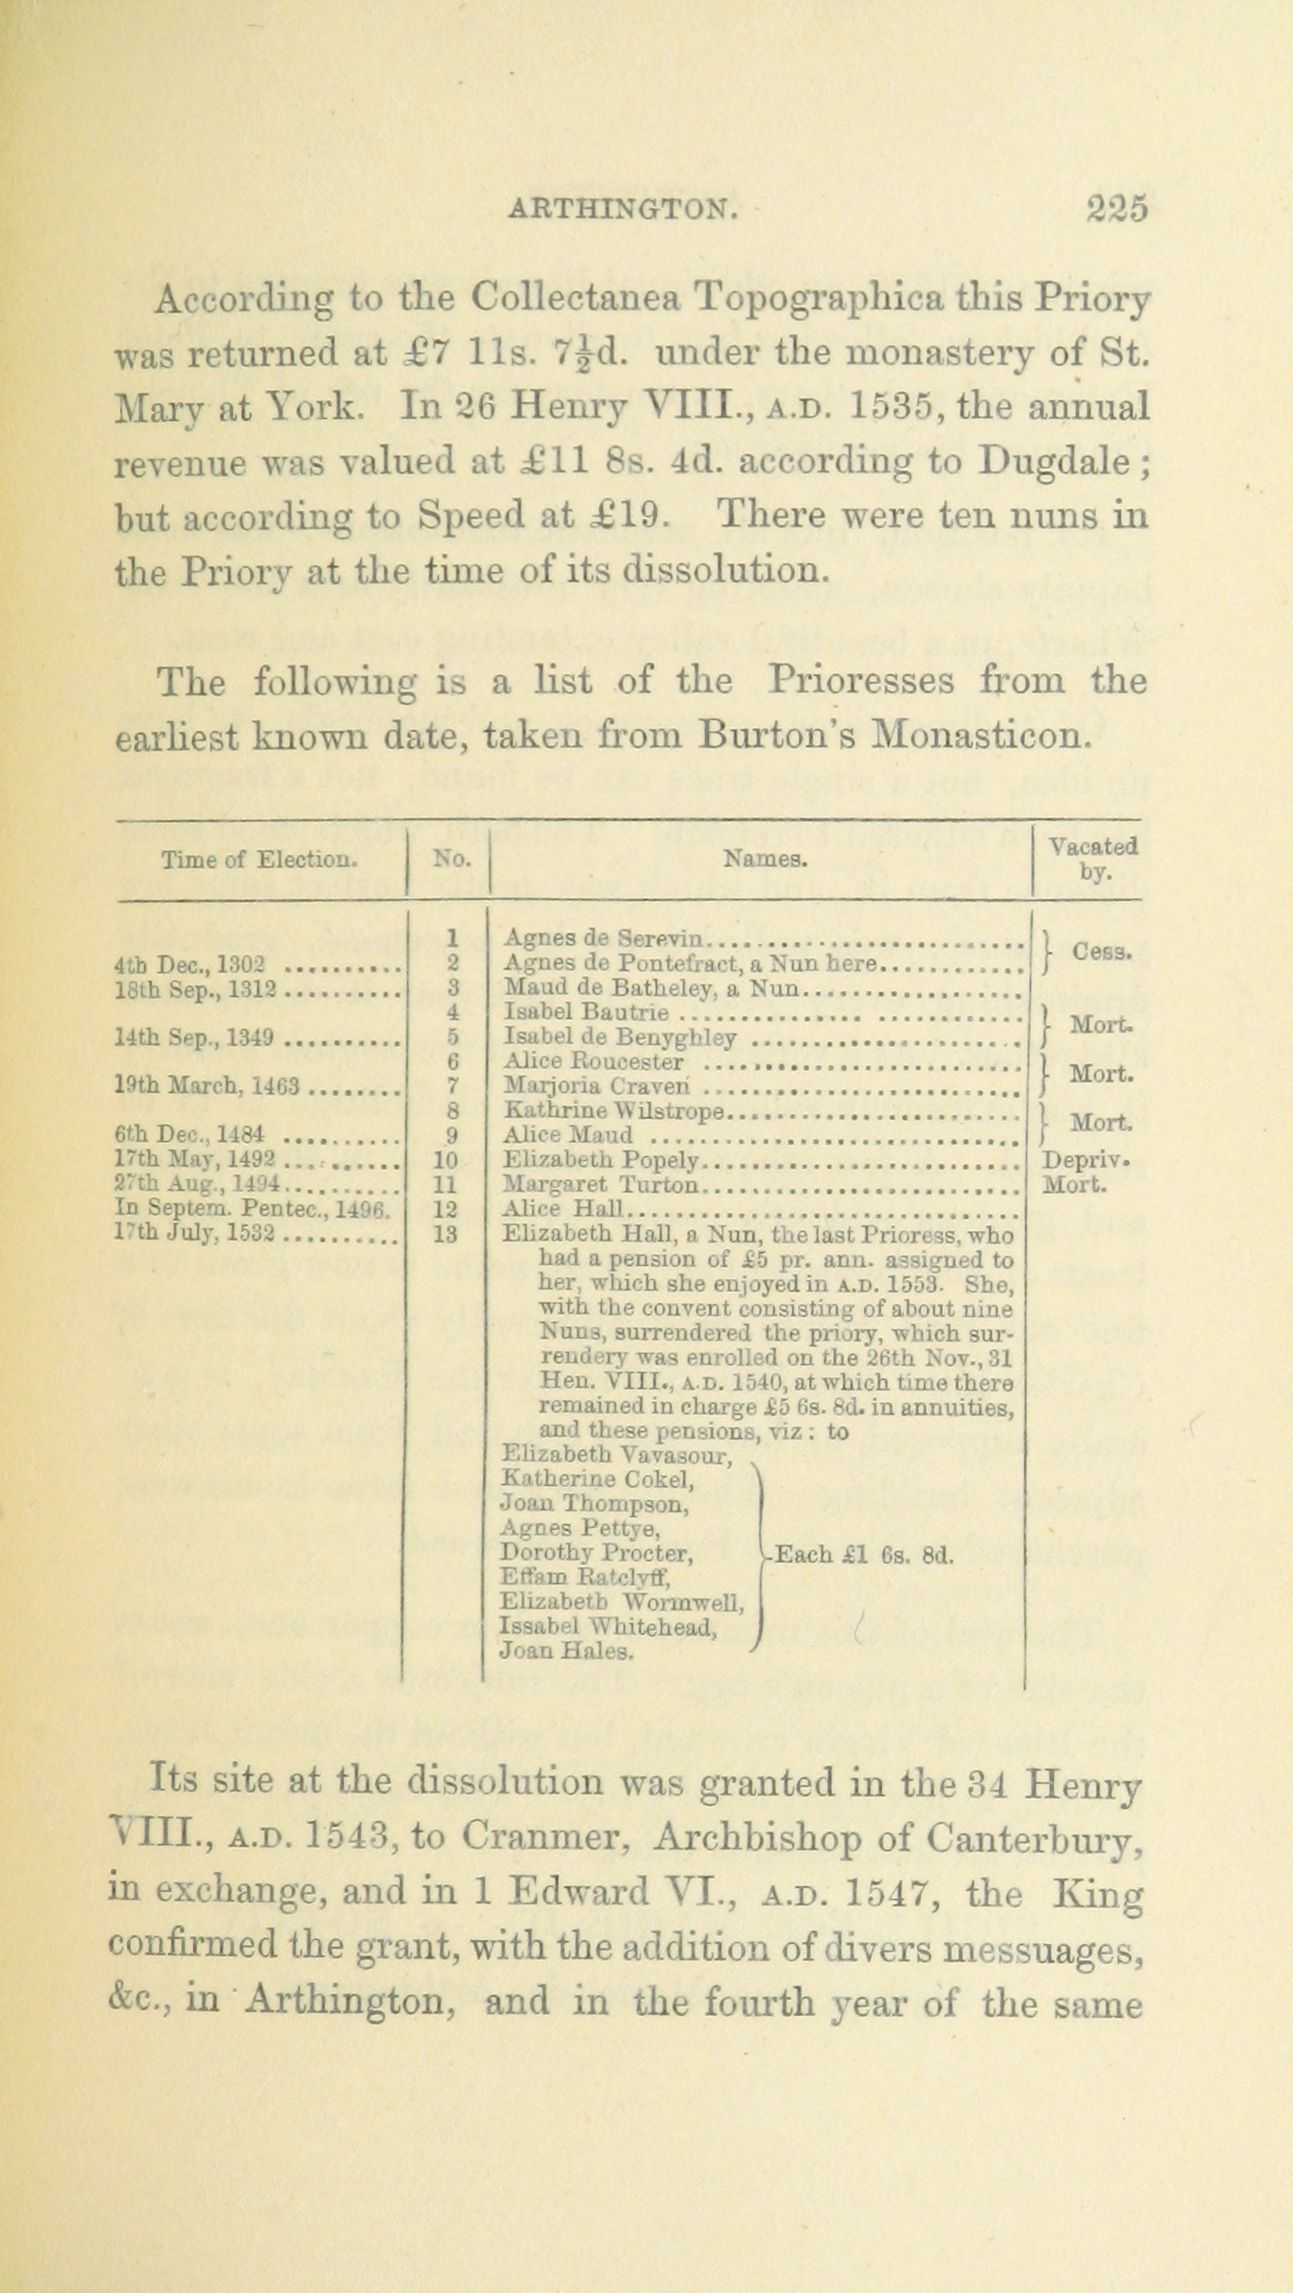 ARTHINGTON. 225
According to the Collectanea Topographica this Priory
was returned at £7 11s. 7½d. under the monastery of St.
Mary at York. In 26 Henry VIII., A.D. 1535, the annual
revenue was valued at £11 8s. 4d. according to Dugdale;
but according to Speed at £19. There were ten nuns in
the Priory at the time of its dissolution.
The following is a list of the Prioresses from the
earliest known date, taken from Burton's Monasticon.
Time of Election. No. Names. Vacated by.
1 Agnes de Serevin
4th Dec., 1302 2 Agnes de Pontefract, a Nun here } Cess.
18th Sep., 1312 3 Maud de Batheley, a Nun
4 Isabel Bautrie
14th Sep., 1349 5 Isabel de Benyghley } Mort.
6 Alice Roucester
19th March, 1463 7 Marjoria Craven } Mort.
8 Kathrine Wilstrope
6th Dec., 1484 9 Alice Maud } Mort.
17th May, 1492 10 Elizabeth Popely Depriv.
27th Aug., 1494 11 Margaret Turton Mort.
In Septem. Pentec., 1496. 12 Alice Hall
17th July, 1532 13 Elizabeth Hall, a Nun, the last Prioress, who
had a pension of £5 pr. ann. assigned to
her, which she enjoyed in A.D. 1553. She,
with the convent consisting of about nine
Nuns, surrendered the priory, which sur-
rendery was enrolled on the 26th Nov., 31
Hen. VIII., A.D. 1540, at which time there
remained in charge £5 6s. 8d. in annuities,
and these pensions, viz: to
Elizabeth Vavasour,
Katherine Cokel,
Joan Thompson,
Agnes Pettye,
Dorothy Procter, } Each £1 6s. 8d.
Effam Ratclyff,
Elizabeth Wormwell,
Issabel Whitehead,
Joan Hales.
Its site at the dissolution was granted in the 34 Henry
VIII., A.D. 1543, to Cranmer, Archbishop of Canterbury,
in exchange, and in 1 Edward VI., A.D. 1547, the King
confirmed the grant, with the addition of divers messuages,
&c., in Arthington, and in the fourth year of the same